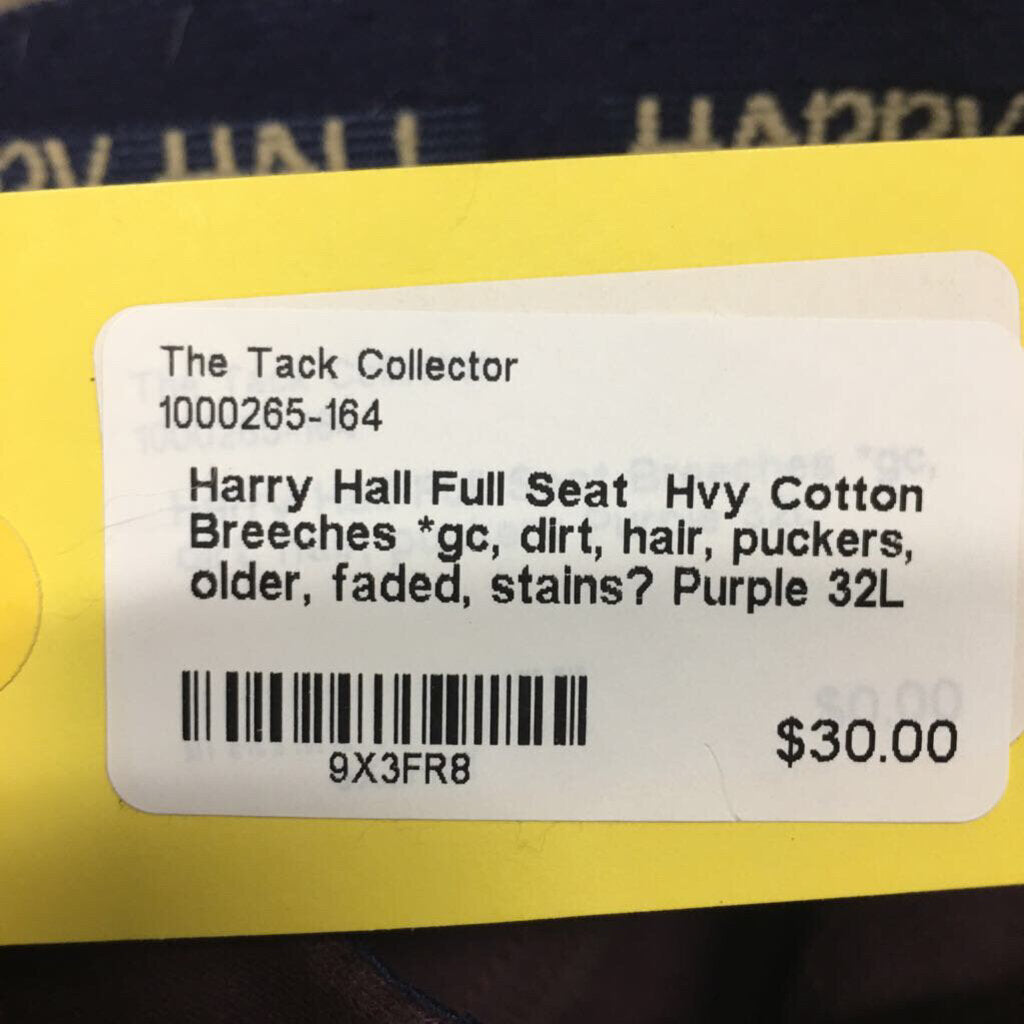 HALL
HARRY
The Tack Collector
1000265-164
Harry Hall Full Seat Hvy Cotton
Breeches *gc, dirt, hair, puckers,
older, faded, stains? Purple 32L
9X3FR8
$30.00